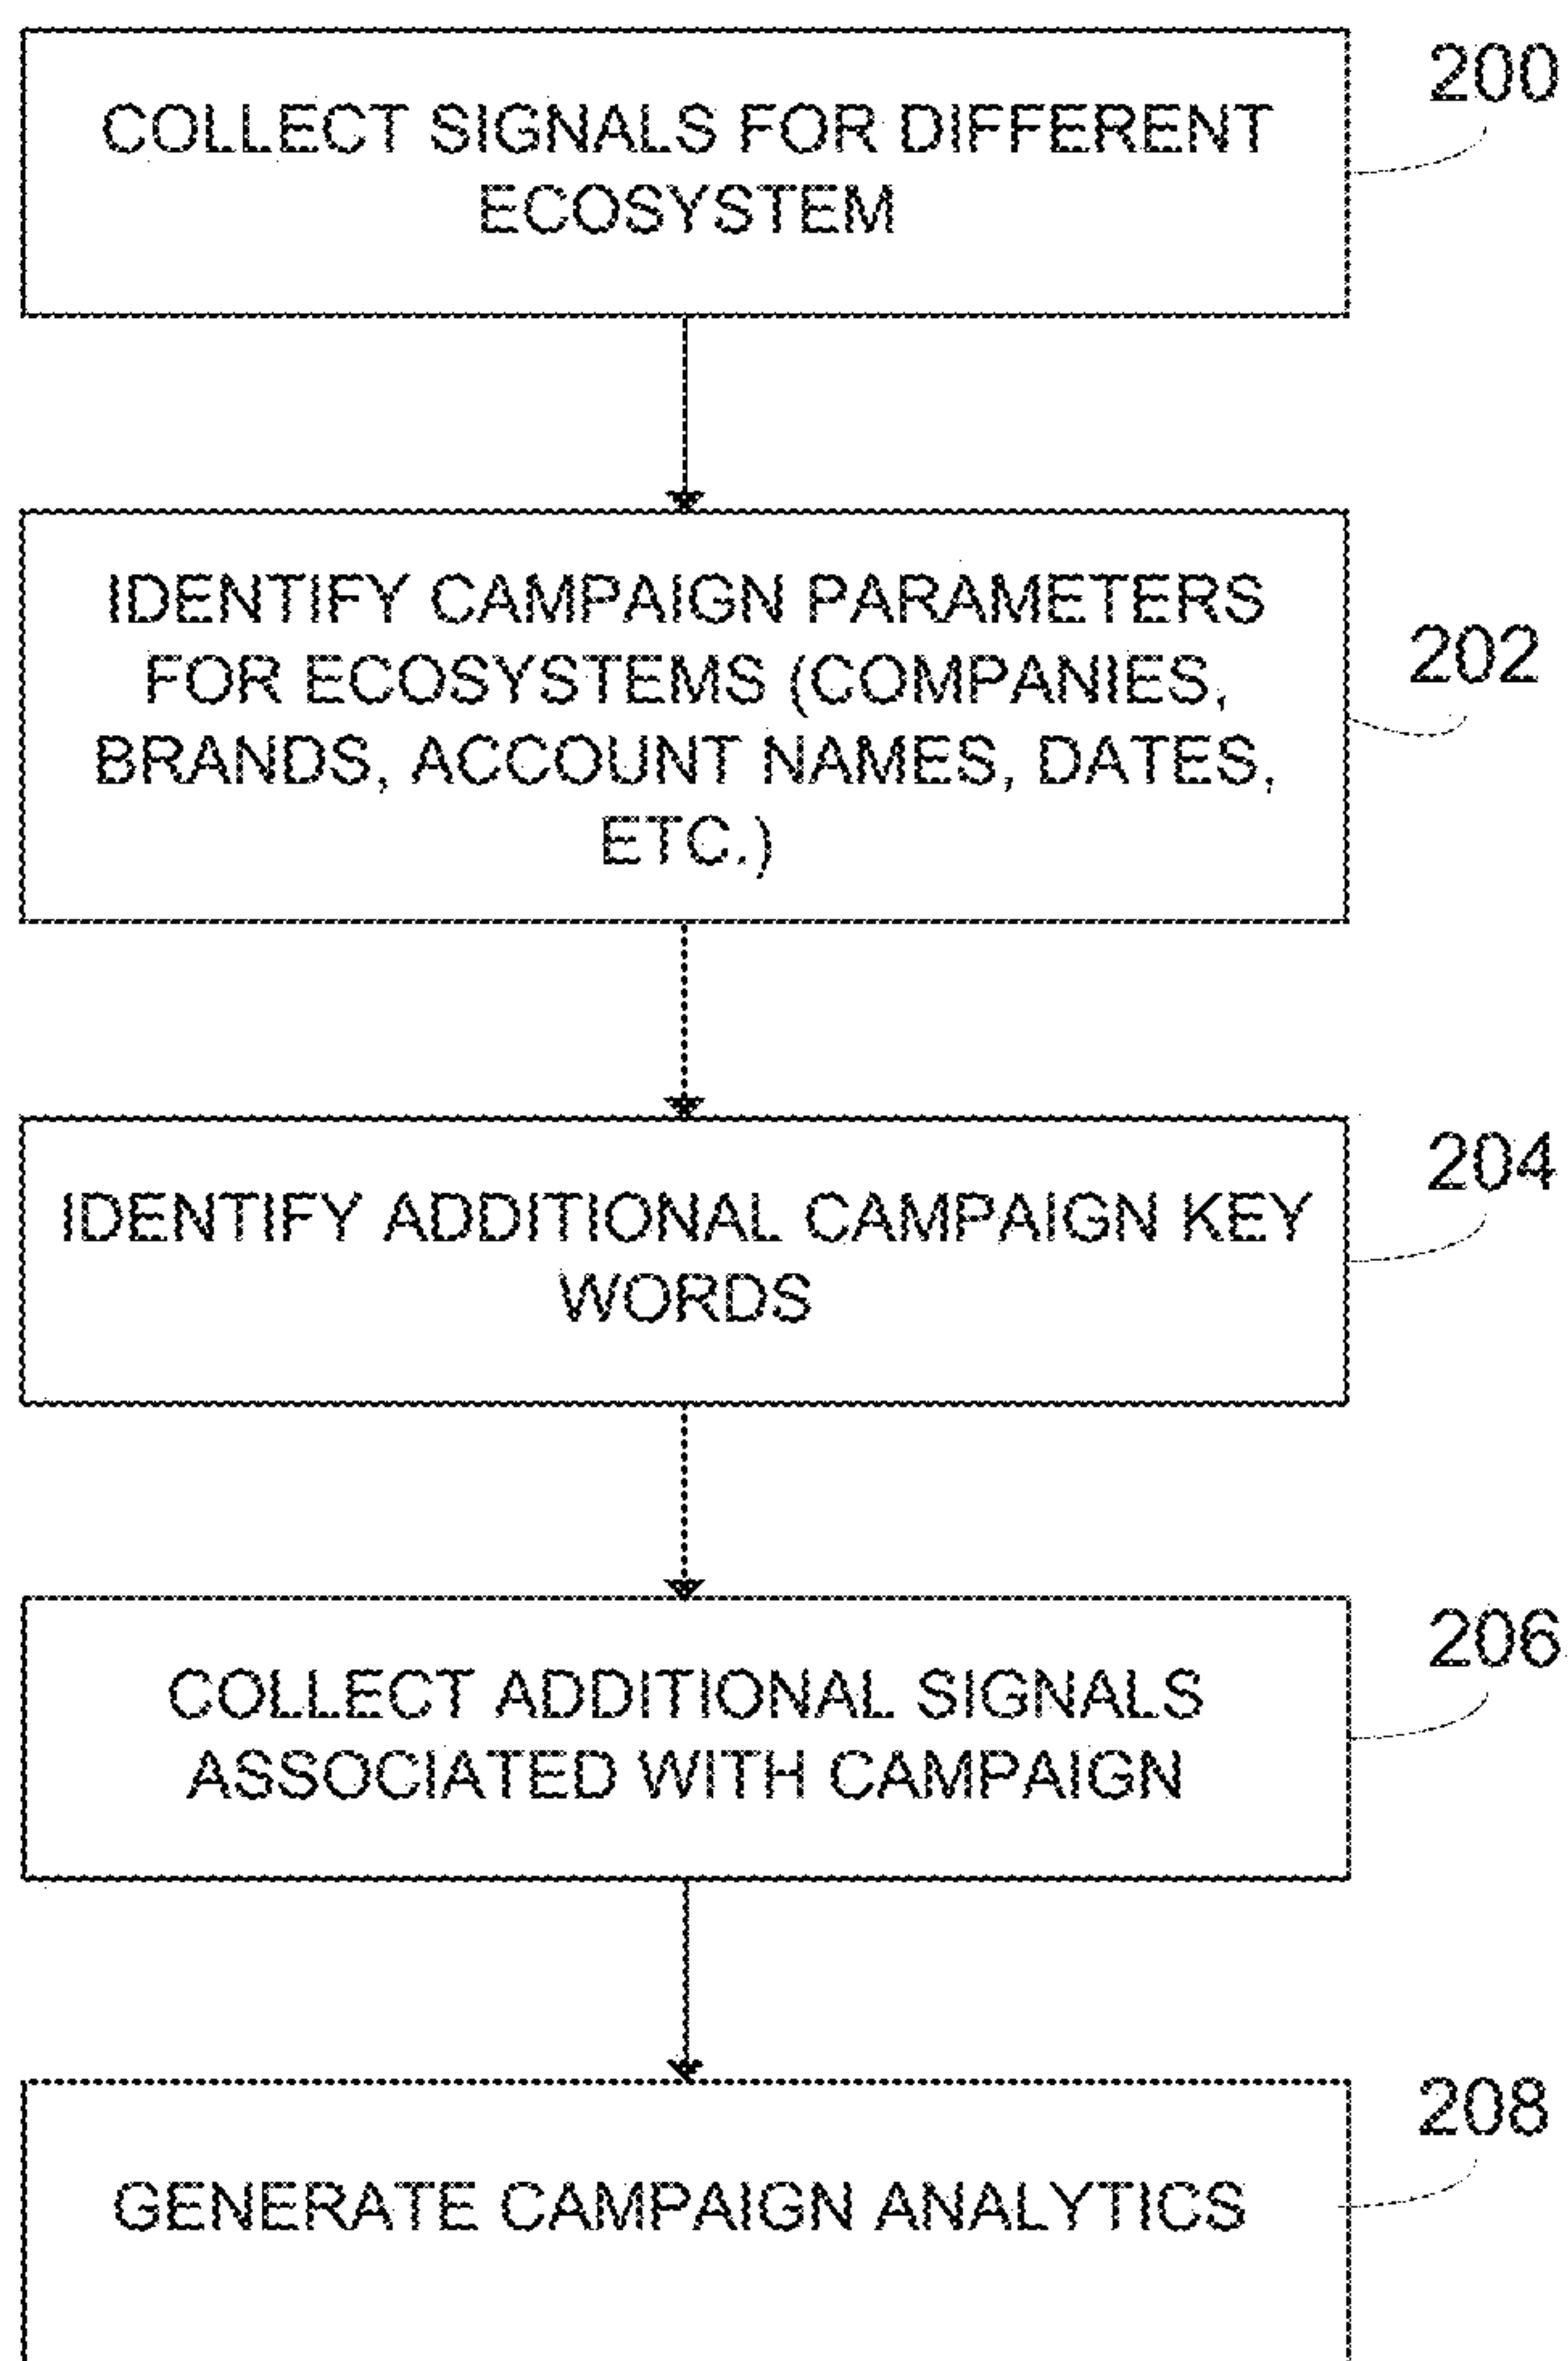 200
COLLECT SIGNALS FOR DIFFERENT
ECOSYSTEM
IDENTIFY CAMPAIGN PARAMETERS
FOR ECOSYSTEMS (COMPANIES,
BRANDS, ACCOUNT NAMES, DATES,
ETC.)
202
IDENTIFY ADDITIONAL CAMPAIGN KEY
WORDS
204
COLLECT ADDITIONAL SIGNALS
ASSOCIATED WITH CAMPAIGN
206
GENERATE CAMPAIGN ANALYTICS
208